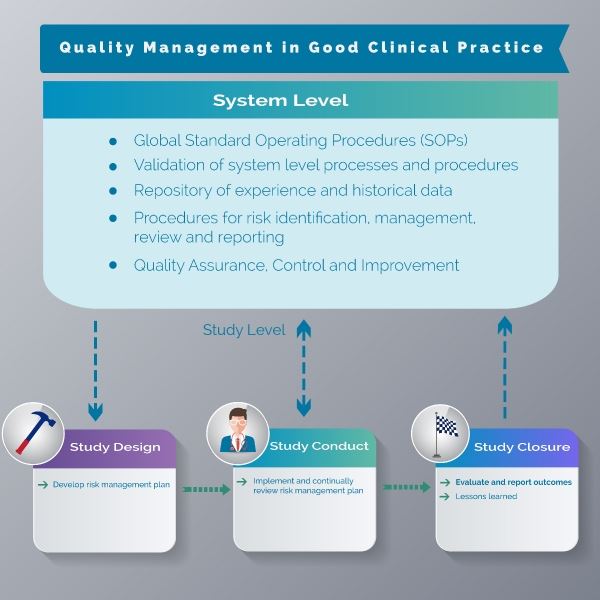 Quality Management in Good Clinical Practice
System Level
Global Standard Operating Procedures (SOPs)
Validation of system level processes and procedures
Repository of experience and historical data
Procedures for risk identification, management,
review and reporting
Quality Assurance, Control and Improvement
Study Level
Study Design
Develop risk management plan
Study Conduct
Implement and continually
review risk management plan
Study Closure
Evaluate and report outcomes
Lessons learned